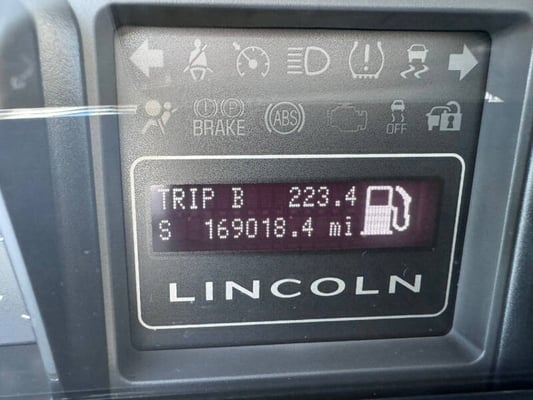 BRAKE
ABS
OFF
TRIP B 223.4
S 169018.4 mi
LINCOLN